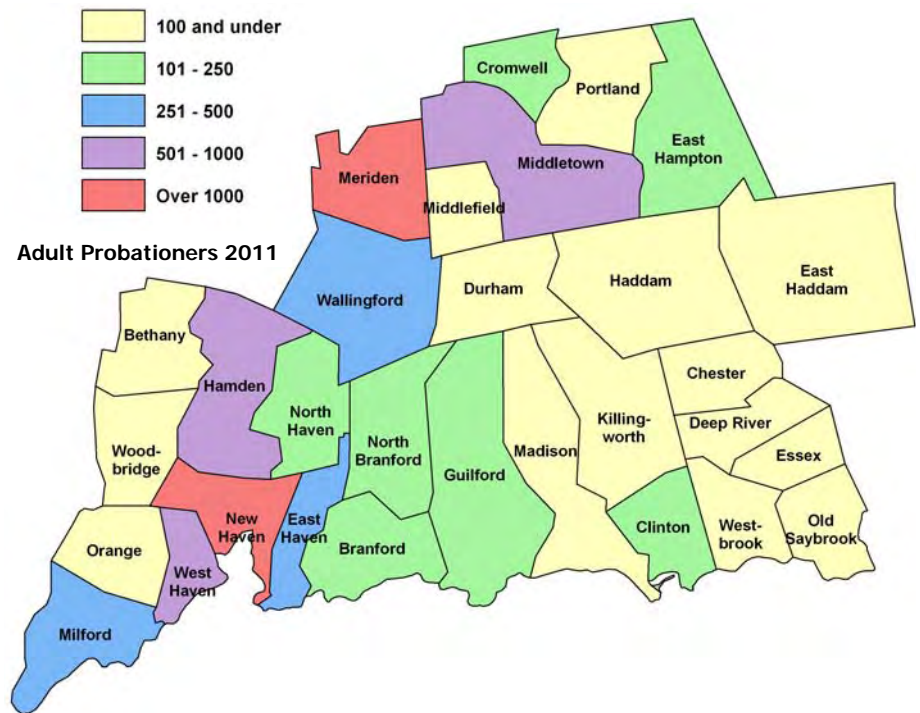 100 and under
101 - 250
251 - 500
501 - 1000
Over 1000
Adult Probationers 2011
Cromwell
Portland
East
Hampton
Middletown
Meriden
Middlefield
Wallingford
Durham
Haddam
East
Haddam
Bethany
Hamden
North
Haven
Chester
Deep River
Essex
Wood-
bridge
North
Branford
Guilford
Madison
Killing-
worth
New
Haven
East
Haven
Branford
Clinton
West-
brook
Old
Saybrook
Orange
West
Haven
Milford